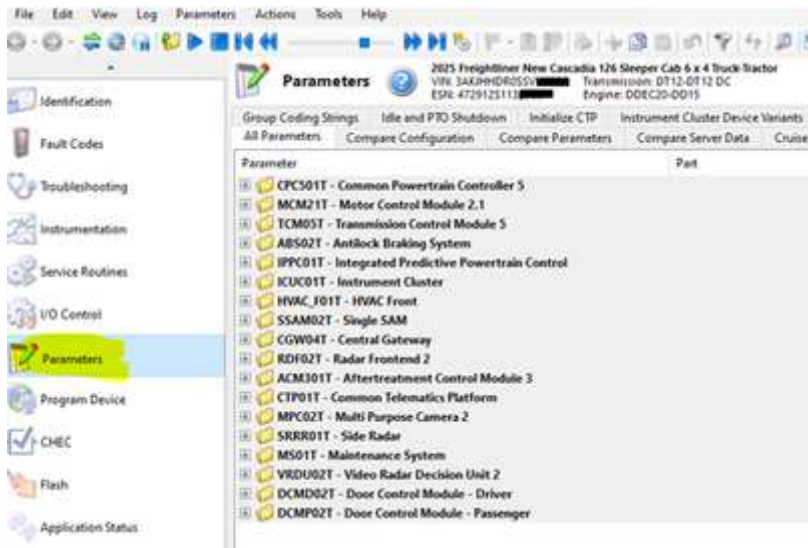 File Edit View Log Parameters Actions Tools Help
Parameters
2025 Freightliner New Cascadia 126 Sleeper Cab 6 x 4 Truck-Tractor
VIN: 3AKJHHDR0SSV Transmission: DT12-DT12 DC
ESN: 472912S113 Engine: DDEC20-DD15
Identification
Fault Codes
Troubleshooting
Instrumentation
Service Routines
I/O Control
Parameters
Program Device
CHEC
Flash
Application Status
Group Coding Strings Idle and PTO Shutdown Initialize CTP Instrument Cluster Device Variants
All Parameters Compare Configuration Compare Parameters Compare Server Data Cruise
Parameter Part
CPC501T - Common Powertrain Controller 5
MCM21T - Motor Control Module 2.1
TCM05T - Transmission Control Module 5
ABS02T - Antilock Braking System
IPPC01T - Integrated Predictive Powertrain Control
ICUC01T - Instrument Cluster
HVAC_F01T - HVAC Front
SSAM02T - Single SAM
CGW04T - Central Gateway
RDF02T - Radar Frontend 2
ACM301T - Aftertreatment Control Module 3
CTP01T - Common Telematics Platform
MPC02T - Multi Purpose Camera 2
SRRR01T - Side Radar
MS01T - Maintenance System
VRDU02T - Video Radar Decision Unit 2
DCMD02T - Door Control Module - Driver
DCMP02T - Door Control Module - Passenger